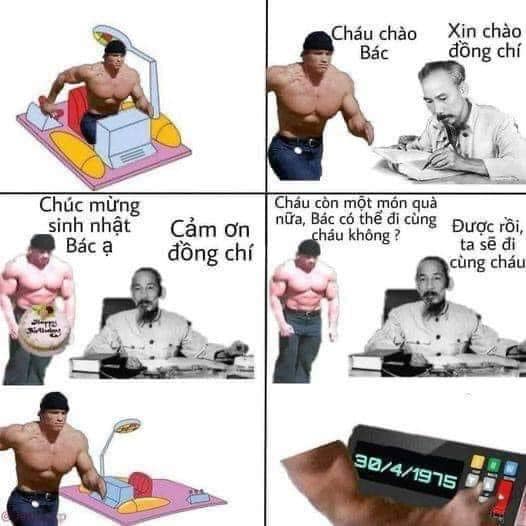 Cháu chào
Bác
Xin chào
đồng chí
Chúc mừng
sinh nhật
Bác ạ
Cảm ơn
đồng chí
Happy
Birthday
Cháu còn một món quà
nữa, Bác có thể đi cùng
cháu không ?
Được rồi,
ta sẽ đi
cùng cháu
30/4/1975